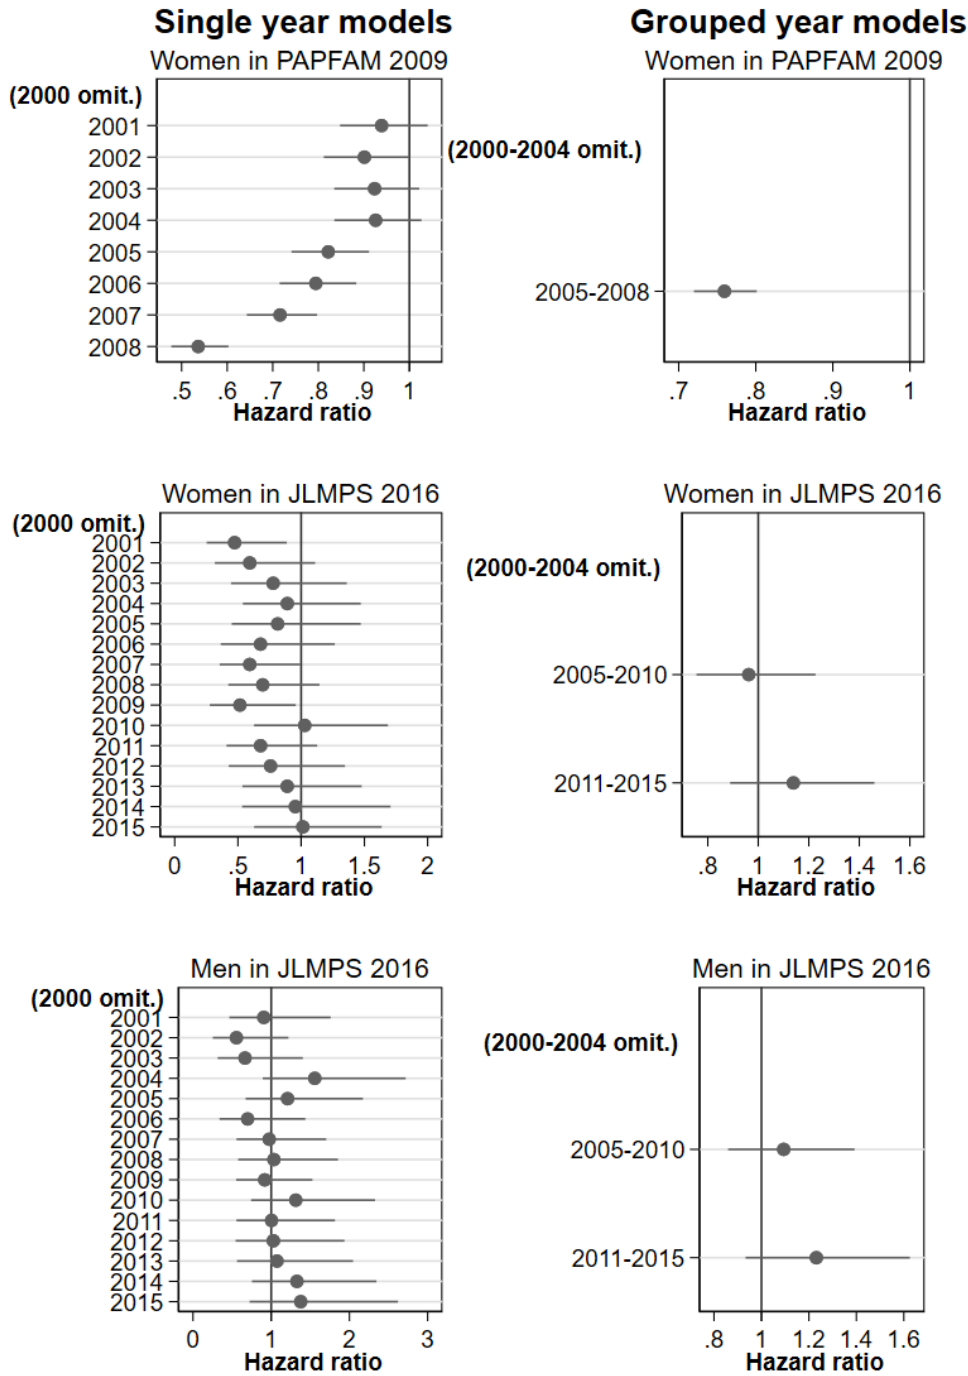 Single year models
Women in PAPFAM 2009
(2000 omit.)
2001
2002
2003
2004
2005
2006
2007
2008
.5 .6 .7 .8 .9 1
Hazard ratio
Grouped year models
Women in PAPFAM 2009
(2000-2004 omit.)
2005-2008
.7 .8 .9 1
Hazard ratio
Women in JLMPS 2016
(2000 omit.)
2001
2002
2003
2004
2005
2006
2007
2008
2009
2010
2011
2012
2013
2014
2015
0 .5 1 1.5 2
Hazard ratio
Women in JLMPS 2016
(2000-2004 omit.)
2005-2010
2011-2015
.8 1 1.2 1.4 1.6
Hazard ratio
Men in JLMPS 2016
(2000 omit.)
2001
2002
2003
2004
2005
2006
2007
2008
2009
2010
2011
2012
2013
2014
2015
0 1 2 3
Hazard ratio
Men in JLMPS 2016
(2000-2004 omit.)
2005-2010
2011-2015
.8 1 1.2 1.4 1.6
Hazard ratio